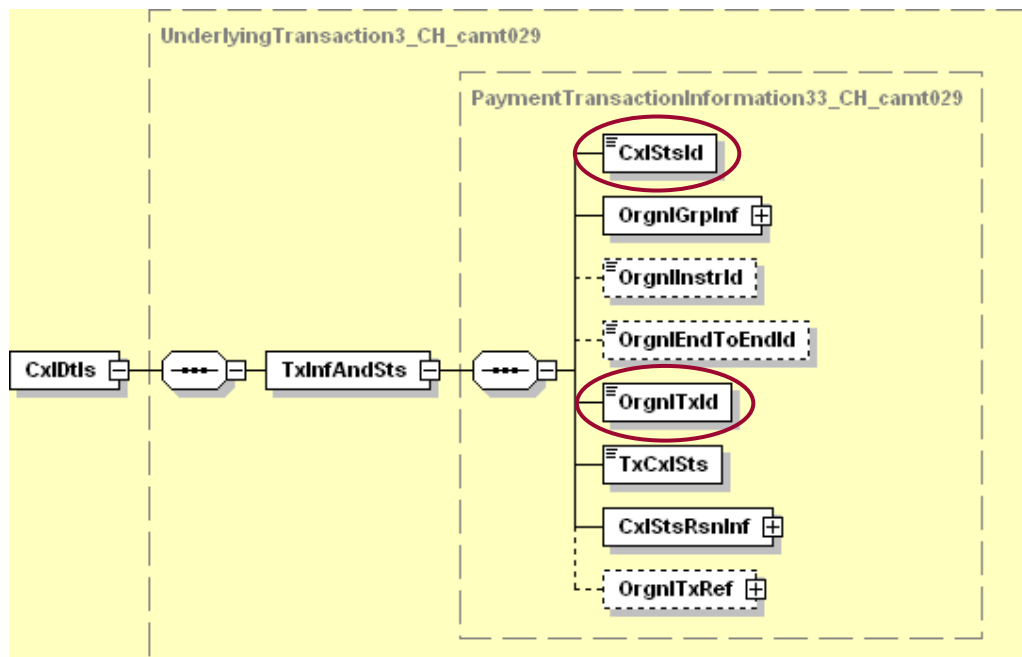 UnderlyingTransaction3_CH_camt029
PaymentTransactionInformation33_CH_camt029
CxlStsId
OrgnlGrpInf
OrgnlInstrId
OrgnlEndToEndId
CxlDtls
TxInfAndSts
OrgnlTxId
TxCxlSts
CxlStsRsnInf
OrgnlTxRef